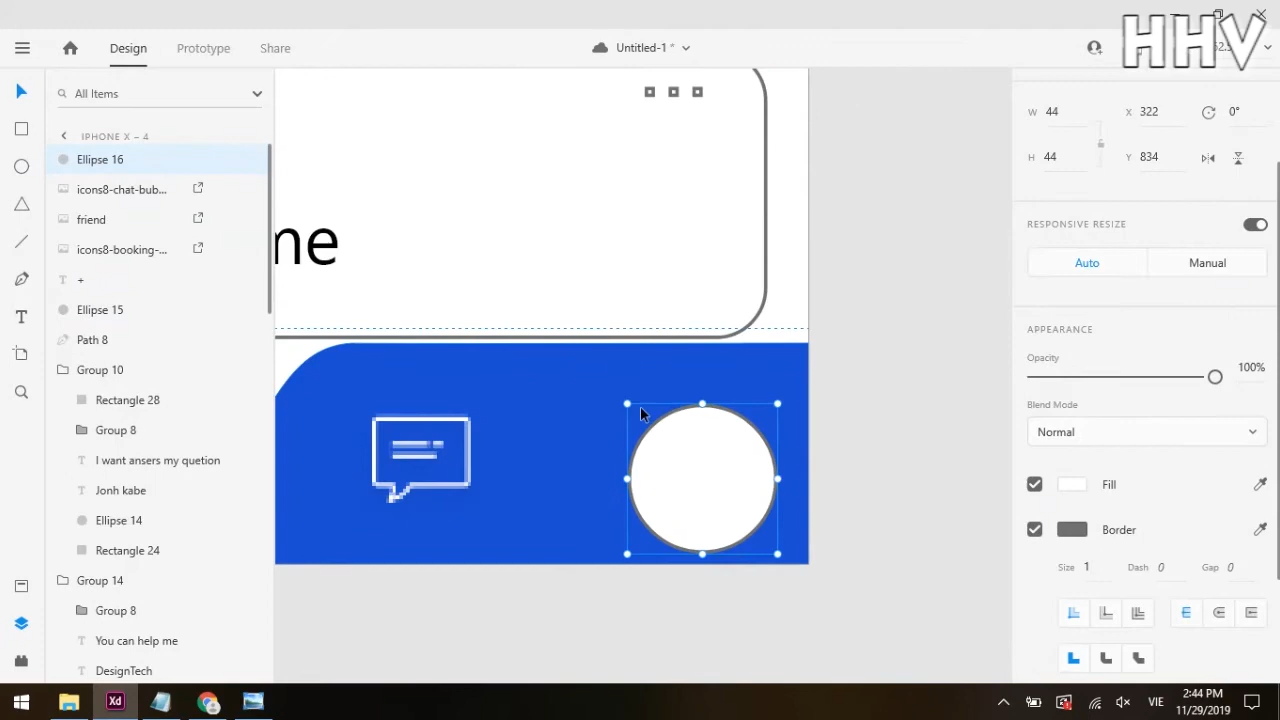 HHV
Design
Prototype
Share
Untitled-1 *
All Items
IPHONE X – 4
Ellipse 16
icons8-chat-bub...
friend
icons8-booking-...
+
Ellipse 15
Path 8
Group 10
Rectangle 28
Group 8
I want ansers my quetion
Jonh kabe
Ellipse 14
Rectangle 24
Group 14
Group 8
You can help me
DesignTech
me
W 44 X 322 0°
H 44 Y 834
RESPONSIVE RESIZE
Auto Manual
APPEARANCE
Opacity
100%
Blend Mode
Normal
Fill
Border
Size 1 Dash 0 Gap 0
Xd
VIE
2:44 PM
11/29/2019